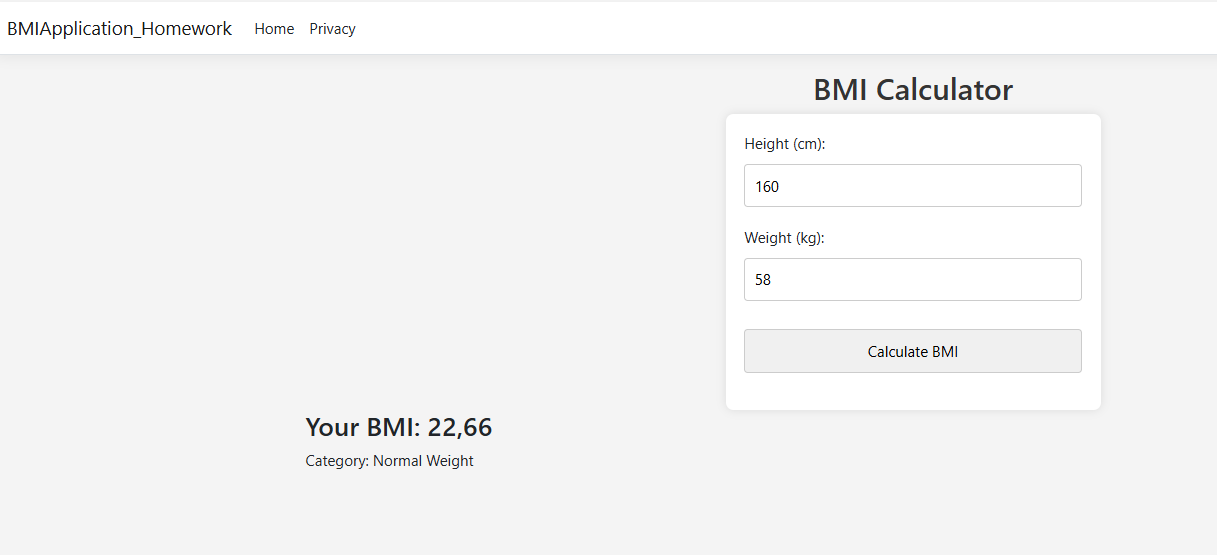 BMIApplication_Homework Home Privacy
BMI Calculator
Height (cm):
160
Weight (kg):
58
Calculate BMI
Your BMI: 22,66
Category: Normal Weight